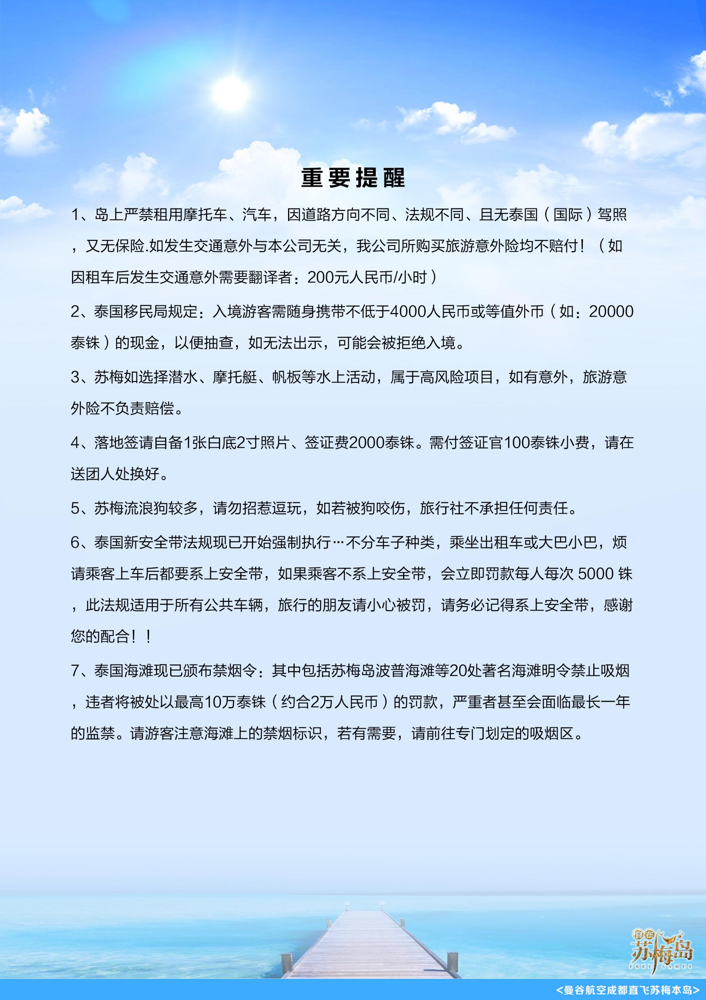 重要提醒
1、岛上严禁租用摩托车、汽车，因道路方向不同、法规不同、且无泰国（国际）驾照
，又无保险.如发生交通意外与本公司无关，我公司所购买旅游意外险均不赔付！（如
因租车后发生交通意外需要翻译者：200元人民币/小时）
2、泰国移民局规定：入境游客需随身携带不低于4000人民币或等值外币（如：20000
泰铢）的现金，以便抽查，如无法出示，可能会被拒绝入境。
3、苏梅如选择潜水、摩托艇、帆板等水上活动，属于高风险项目，如有意外，旅游意
外险不负责赔偿。
4、落地签请自备1张白底2寸照片、签证费2000泰铢。需付签证官100泰铢小费，请在
送团人处换好。
5、苏梅流浪狗较多，请勿招惹逗玩，如若被狗咬伤，旅行社不承担任何责任。
6、泰国新安全带法规现已开始强制执行…不分车子种类，乘坐出租车或大巴小巴，烦
请乘客上车后都要系上安全带，如果乘客不系上安全带，会立即罚款每人每次 5000 铢
，此法规适用于所有公共车辆，旅行的朋友请小心被罚，请务必记得系上安全带，感谢
您的配合！！
7、泰国海滩现已颁布禁烟令：其中包括苏梅岛波普海滩等20处著名海滩明令禁止吸烟
，违者将被处以最高10万泰铢（约合2万人民币）的罚款，严重者甚至会面临最长一年
的监禁。请游客注意海滩上的禁烟标识，若有需要，请前往专门划定的吸烟区。
自在
苏梅岛
FREE SAMUI
<曼谷航空成都直飞苏梅本岛>